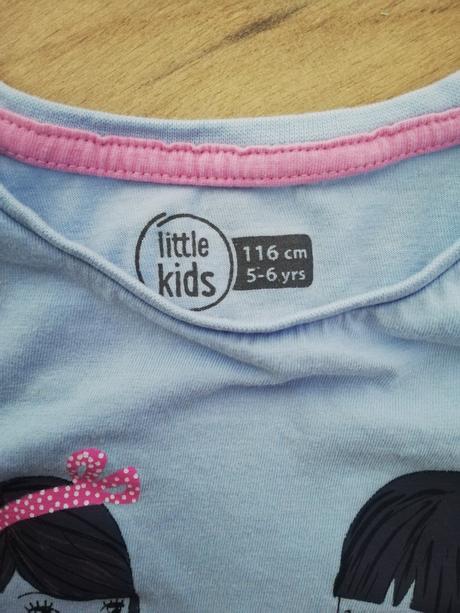 little
kids
116 cm
5-6 yrs